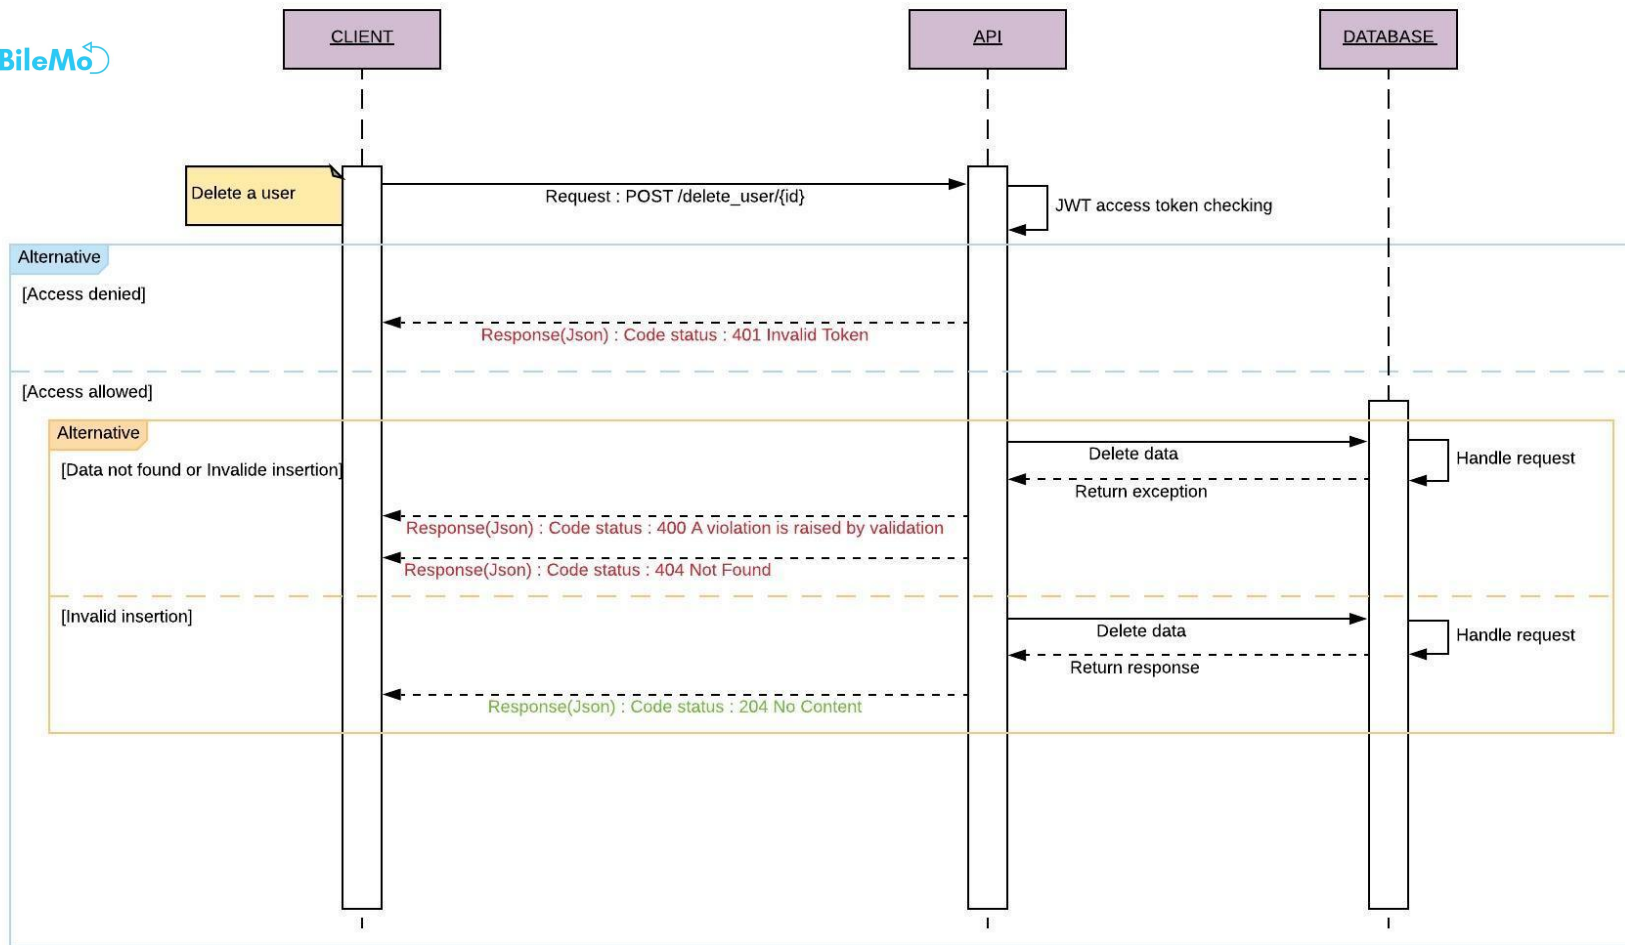 CLIENT
API
DATABASE
BileMo
Delete a user
Request : POST /delete_user/{id}
JWT access token checking
Alternative
[Access denied]
Response(Json) : Code status : 401 Invalid Token
[Access allowed]
Alternative
Delete data
Handle request
[Data not found or Invalide insertion]
Return exception
Response(Json) : Code status : 400 A violation is raised by validation
Response(Json) : Code status : 404 Not Found
[Invalid insertion]
Delete data
Handle request
Return response
Response(Json) : Code status : 204 No Content